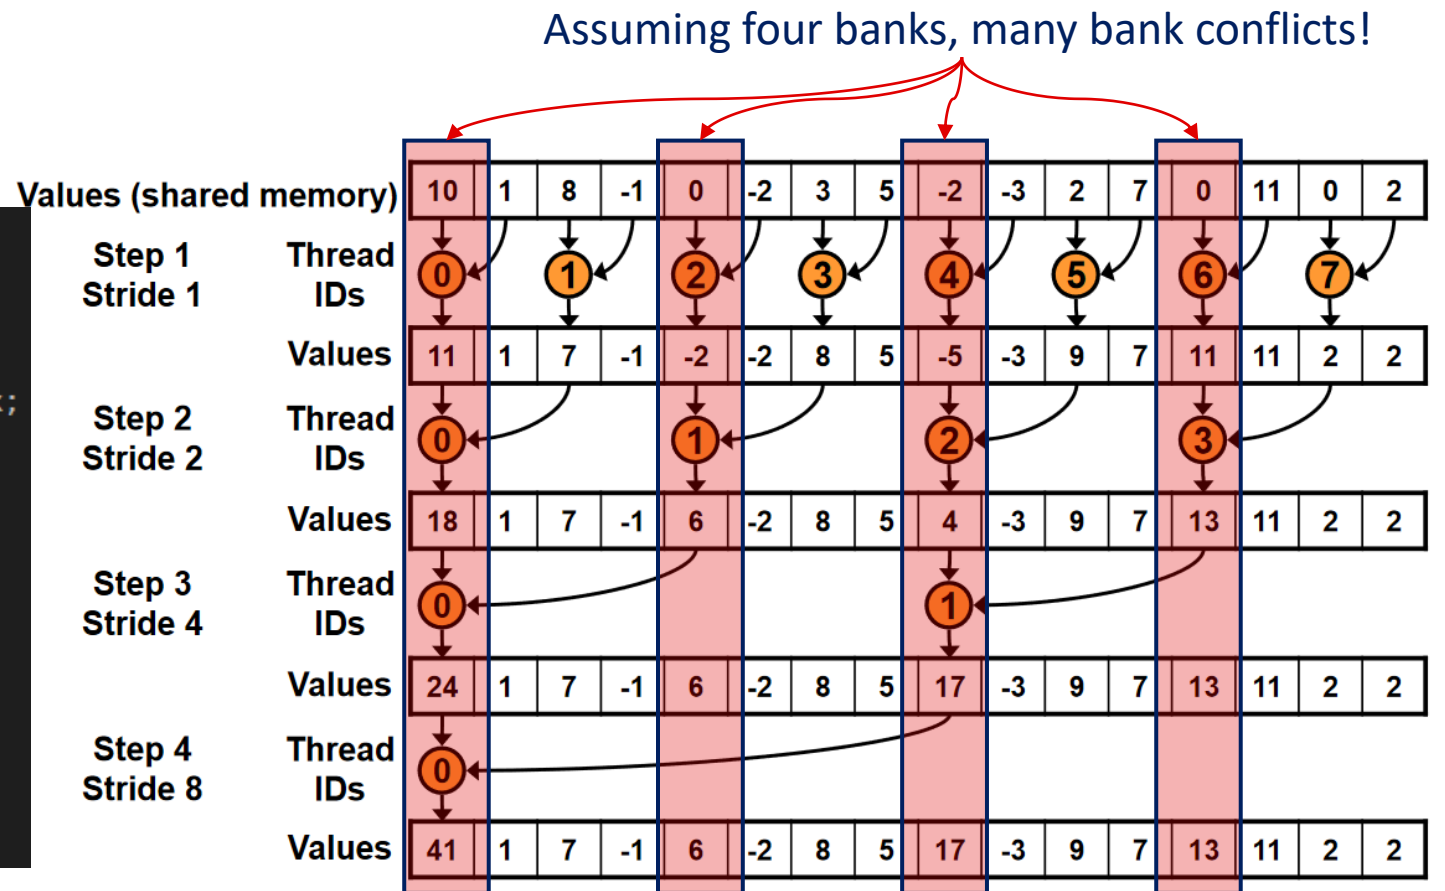 Assuming four banks, many bank conflicts!
Values (shared memory) 10 1 8 -1 0 -2 3 5 -2 -3 2 7 0 11 0 2
Step 1 Thread
Stride 1 IDs
0 1 2 3 4 5 6 7
Values 11 1 7 -1 -2 -2 8 5 -5 -3 9 7 11 11 2 2
;
Step 2 Thread
Stride 2 IDs
0 1 2 3
Values 18 1 7 -1 6 -2 8 5 4 -3 9 7 13 11 2 2
Step 3 Thread
Stride 4 IDs
0 1
Values 24 1 7 -1 6 -2 8 5 17 -3 9 7 13 11 2 2
Step 4 Thread
Stride 8 IDs
0
Values 41 1 7 -1 6 -2 8 5 17 -3 9 7 13 11 2 2